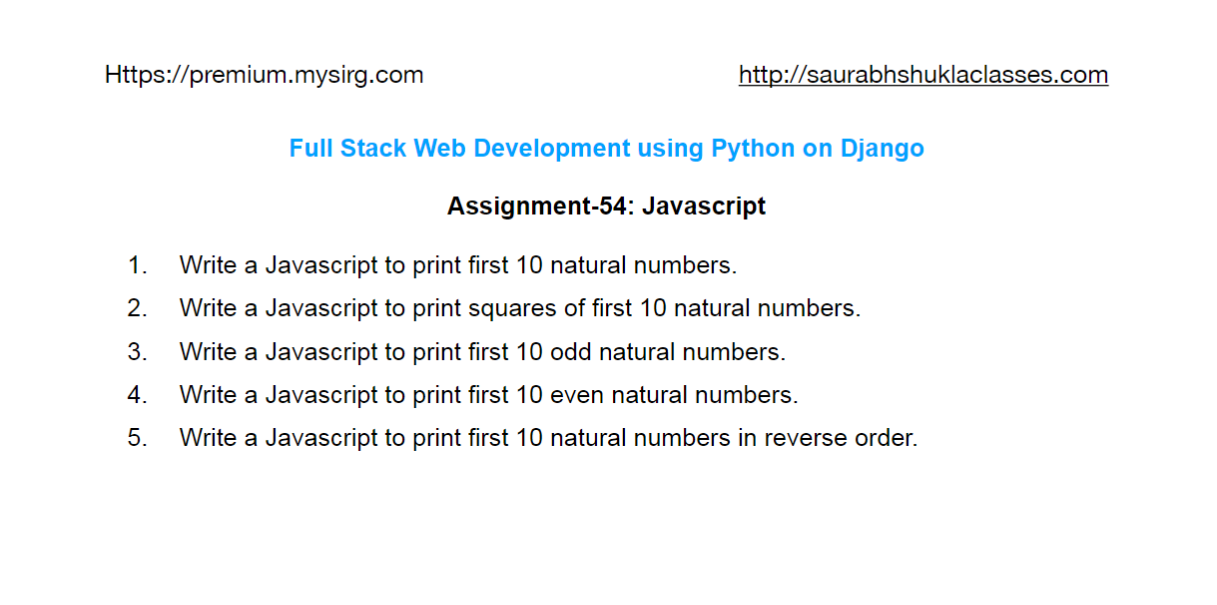 Https://premium.mysirg.com http://saurabhshuklaclasses.com
Full Stack Web Development using Python on Django
Assignment-54: Javascript
1. Write a Javascript to print first 10 natural numbers.
2. Write a Javascript to print squares of first 10 natural numbers.
3. Write a Javascript to print first 10 odd natural numbers.
4. Write a Javascript to print first 10 even natural numbers.
5. Write a Javascript to print first 10 natural numbers in reverse order.